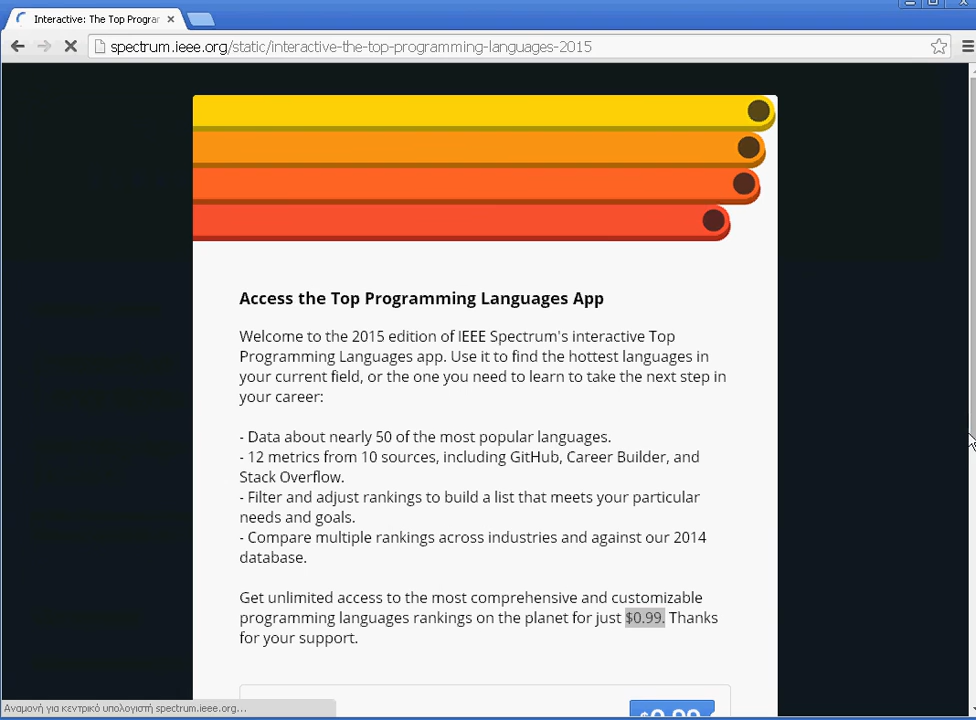 Interactive: The Top Prograr
spectrum.ieee.org/static/interactive-the-top-programming-languages-2015
Access the Top Programming Languages App
Welcome to the 2015 edition of IEEE Spectrum's interactive Top
Programming Languages app. Use it to find the hottest languages in
your current field, or the one you need to learn to take the next step in
your career:
- Data about nearly 50 of the most popular languages.
- 12 metrics from 10 sources, including GitHub, Career Builder, and
Stack Overflow.
- Filter and adjust rankings to build a list that meets your particular
needs and goals.
- Compare multiple rankings across industries and against our 2014
database.
Get unlimited access to the most comprehensive and customizable
programming languages rankings on the planet for just $0.99. Thanks
for your support.
$0.99
Αναμονή για κεντρικό υπολογιστή spectrum.ieee.org...